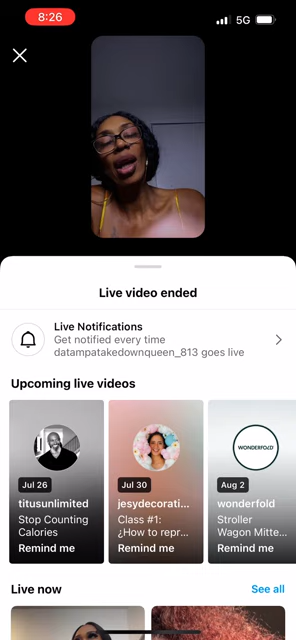 8:26
5G
Live video ended
Live Notifications
Get notified every time
datampatakedownqueen_813 goes live
Upcoming live videos
WONDERFOLD
Jul 26
Jul 30
Aug 2
titusunlimited
jesydecorati...
wonderfold
Stop Counting
Calories
Class #1:
¿How to repr...
Stroller
Wagon Mitte...
Remind me
Remind me
Remind me
Live now
See all